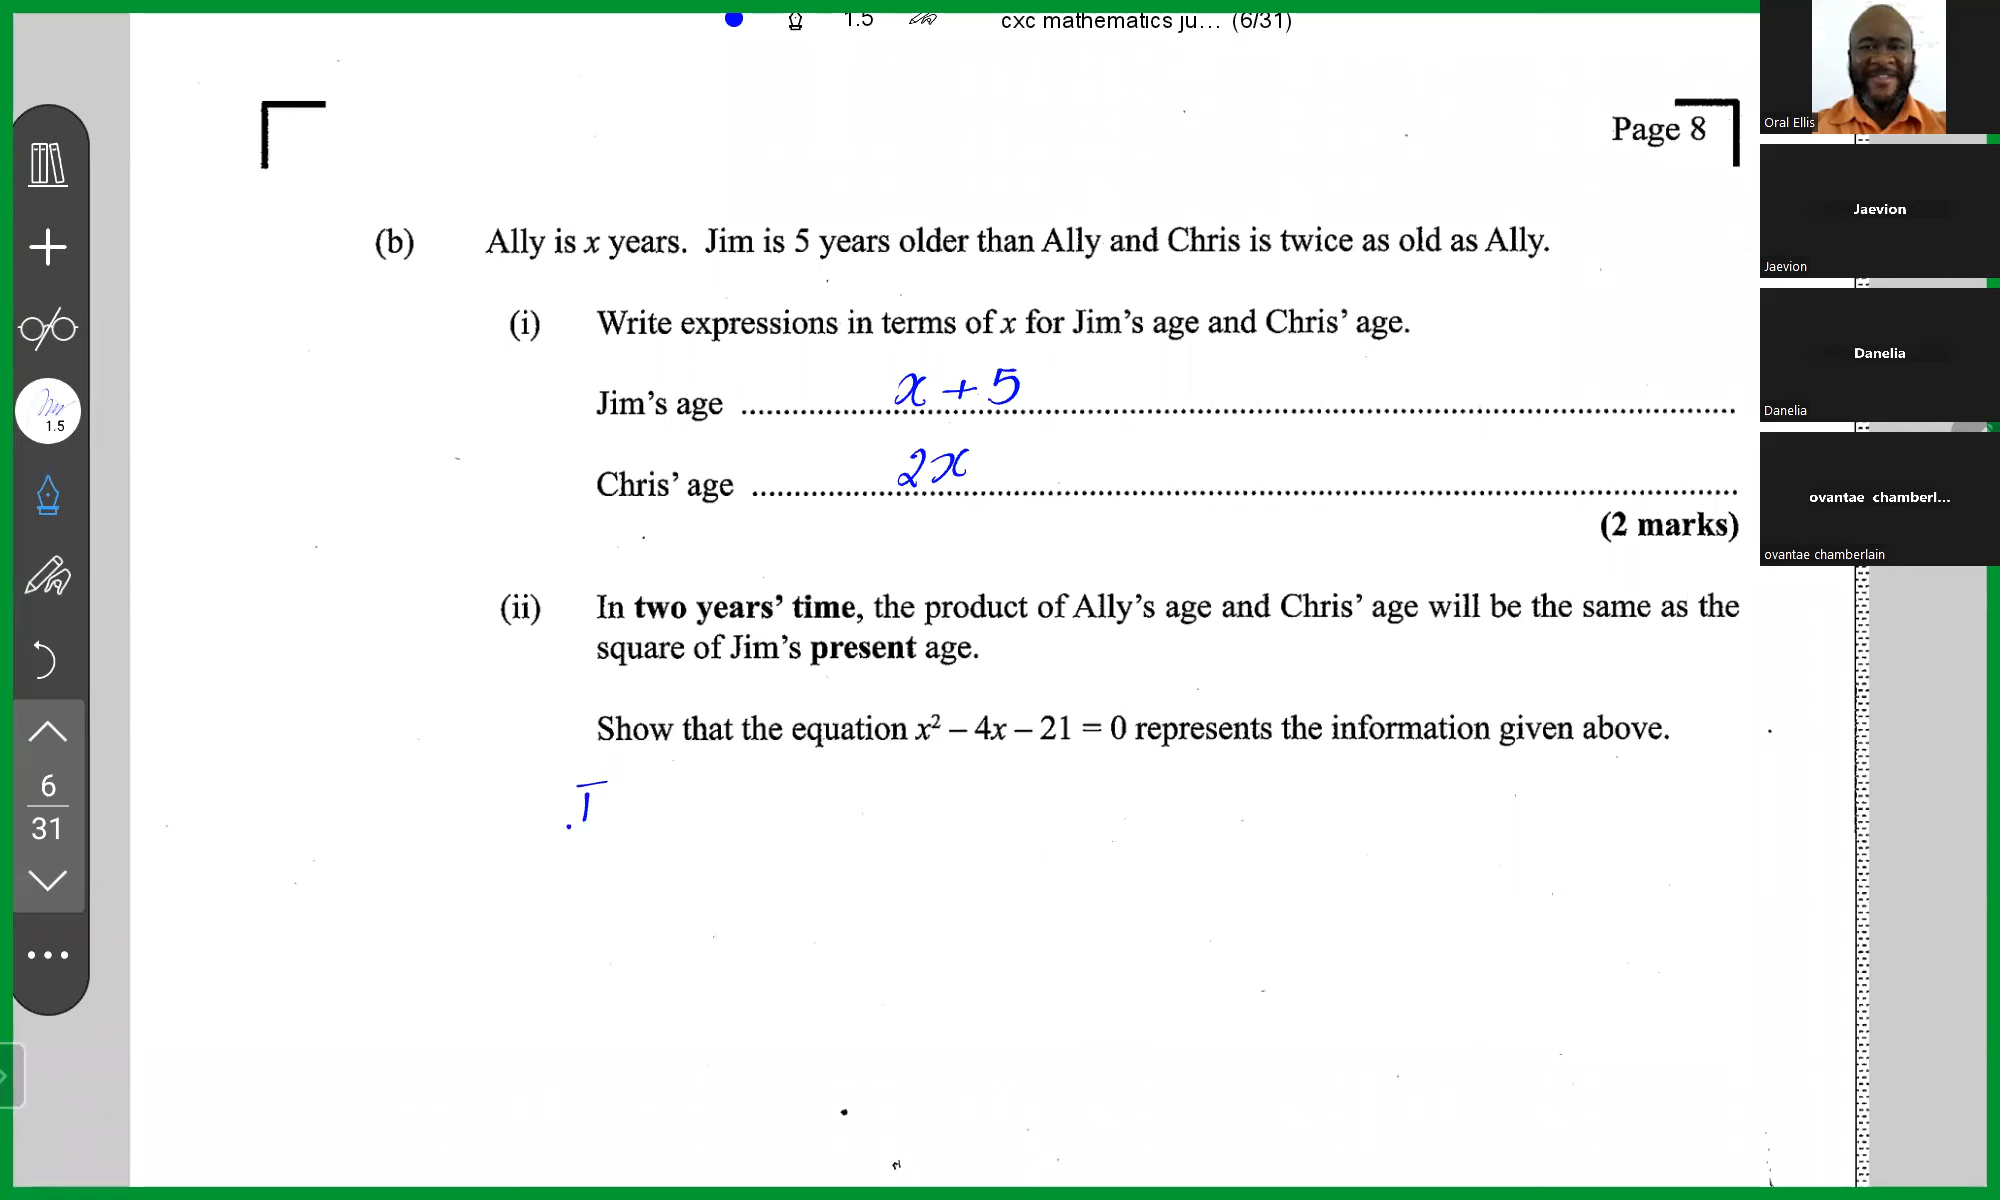 1.5 cxc mathematics ju... (6/31)
Oral Ellis
Page 8
Jaevion
Jaevion
Danelia
Danelia
ovantae chamberl...
ovantae chamberlain
1.5
6
31
(b) Ally is x years. Jim is 5 years older than Ally and Chris is twice as old as Ally.
(i) Write expressions in terms of x for Jim's age and Chris' age.
Jim's age x + 5
Chris' age 2x
(2 marks)
(ii) In two years' time, the product of Ally's age and Chris' age will be the same as the
square of Jim's present age.
Show that the equation x² – 4x – 21 = 0 represents the information given above.